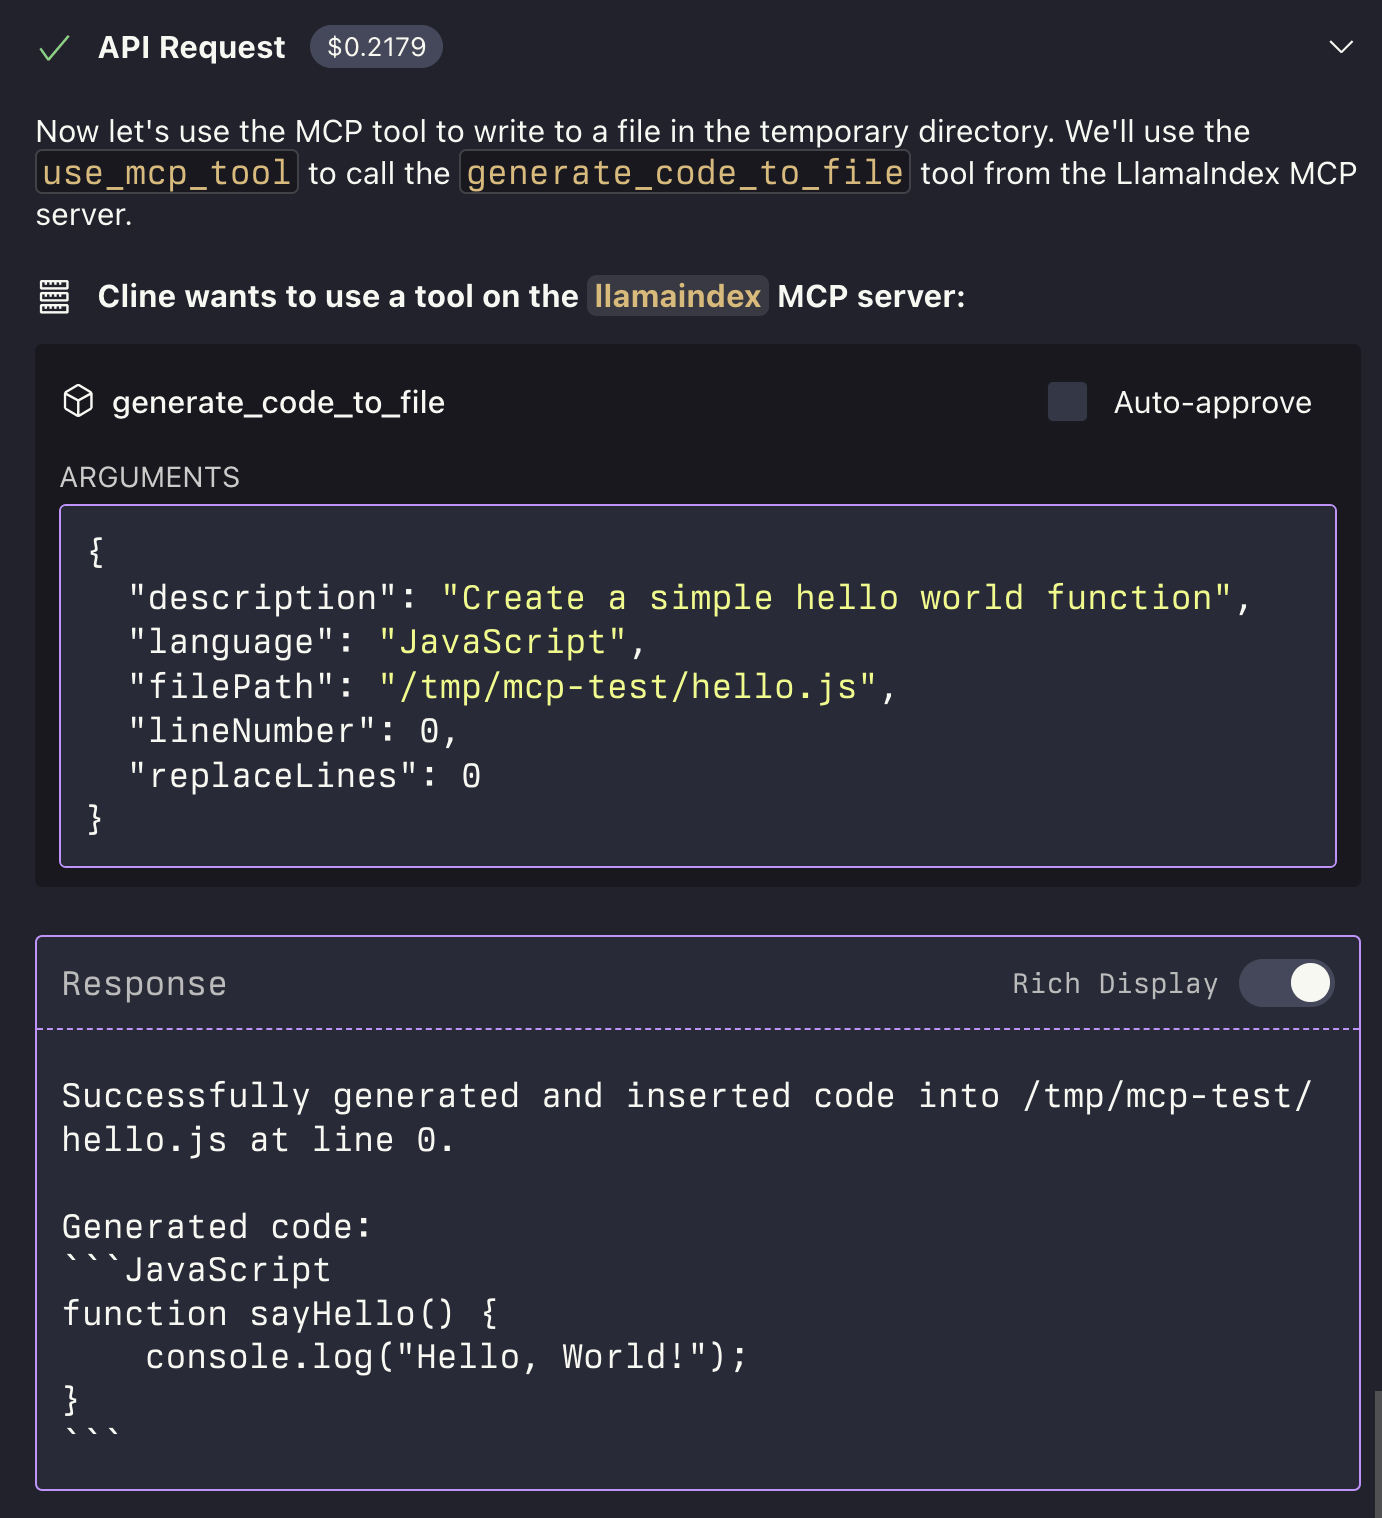 API Request $0.2179
Now let's use the MCP tool to write to a file in the temporary directory. We'll use the
use_mcp_tool to call the generate_code_to_file tool from the LlamaIndex MCP
server.
Cline wants to use a tool on the llamaindex MCP server:
generate_code_to_file Auto-approve
ARGUMENTS
{
  "description": "Create a simple hello world function",
  "language": "JavaScript",
  "filePath": "/tmp/mcp-test/hello.js",
  "lineNumber": 0,
  "replaceLines": 0
}
Response Rich Display
Successfully generated and inserted code into /tmp/mcp-test/
hello.js at line 0.
Generated code:
```JavaScript
function sayHello() {
    console.log("Hello, World!");
}
```